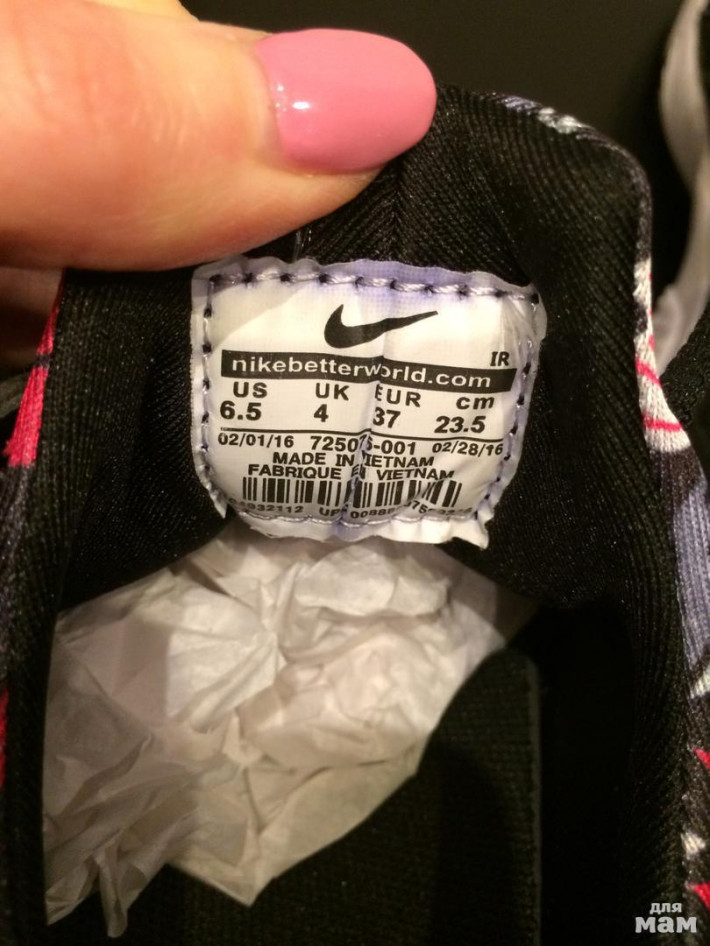 IR
nikebetterworld.com
US UK EUR cm
6.5 4 37 23.5
02/01/16 02/28/16
MADE IN VIETNAM
FABRIQUE VIETNAM
для
мам